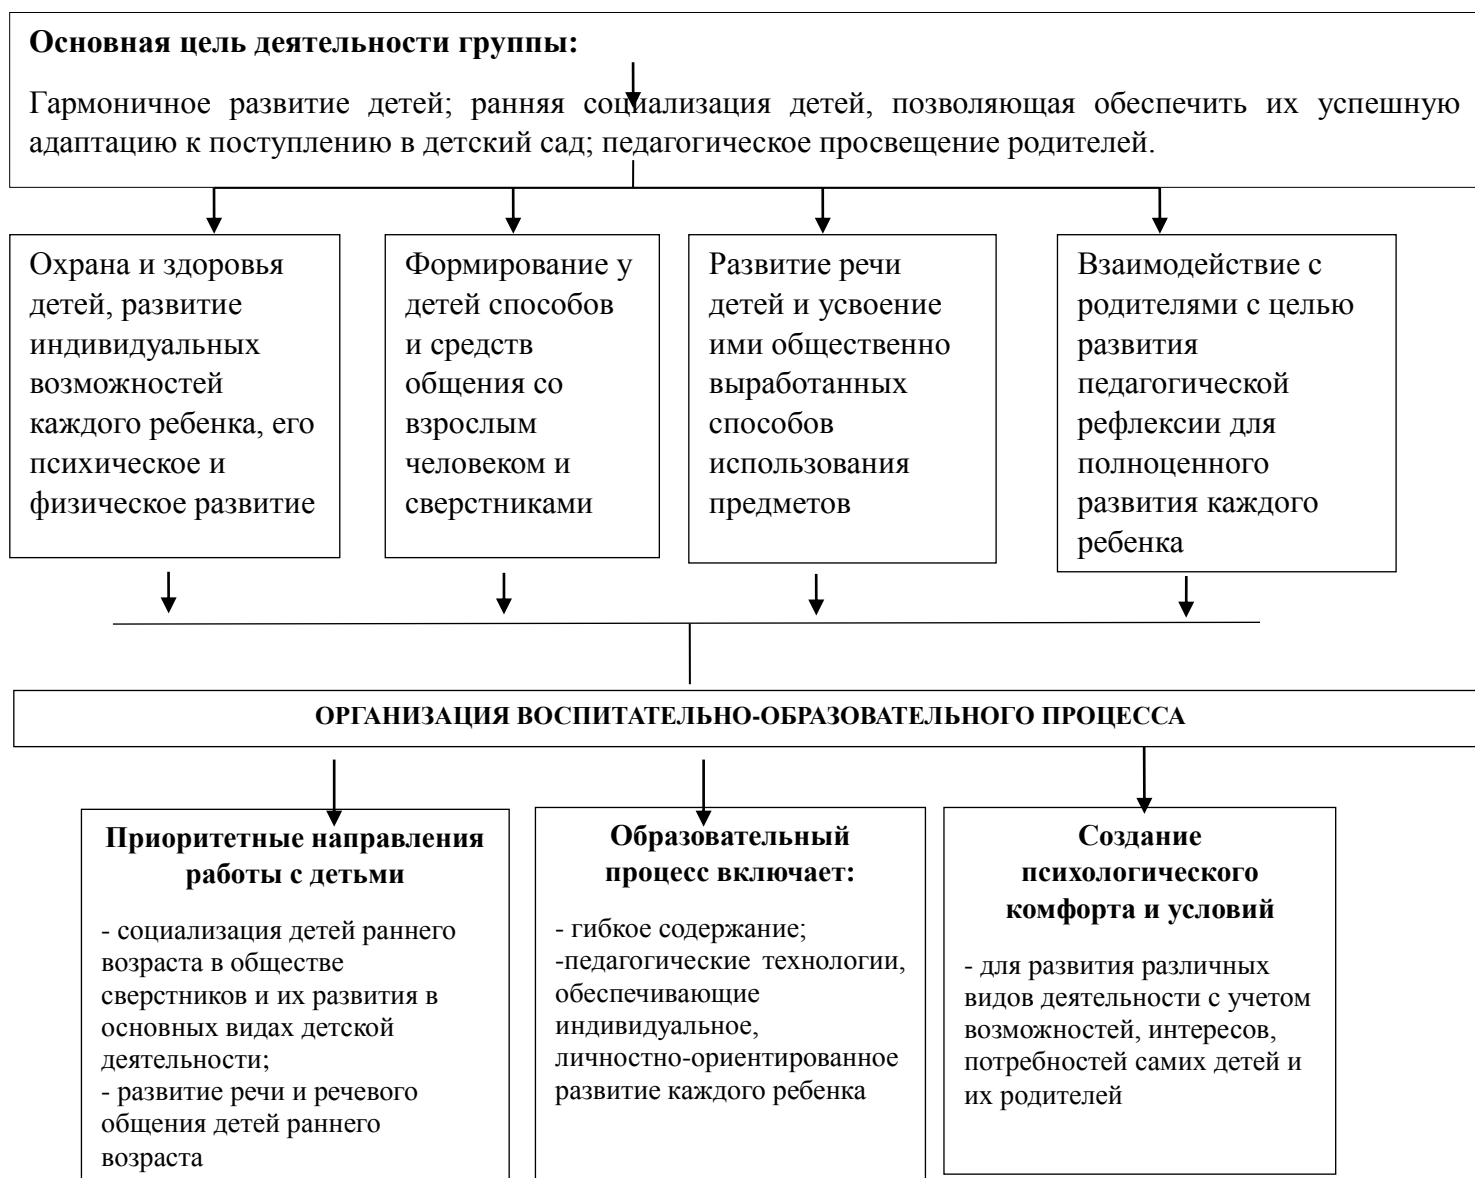 Основная цель деятельности группы:
Гармоничное развитие детей; ранняя социализация детей, позволяющая обеспечить их успешную
адаптацию к поступлению в детский сад; педагогическое просвещение родителей.
Охрана и здоровья
детей, развитие
индивидуальных
возможностей
каждого ребенка, его
психическое и
физическое развитие
Формирование у
детей способов
и средств
общения со
взрослым
человеком и
сверстниками
Развитие речи
детей и усвоение
ими общественно
выработанных
способов
использования
предметов
Взаимодействие с
родителями с целью
развития
педагогической
рефлексии для
полноценного
развития каждого
ребенка
ОРГАНИЗАЦИЯ ВОСПИТАТЕЛЬНО-ОБРАЗОВАТЕЛЬНОГО ПРОЦЕССА
Приоритетные направления
работы с детьми
- социализация детей раннего
возраста в обществе
сверстников и их развития в
основных видах детской
деятельности;
- развитие речи и речевого
общения детей раннего
возраста
Образовательный
процесс включает:
- гибкое содержание;
-педагогические технологии,
обеспечивающие
индивидуальное,
личностно-ориентированное
развитие каждого ребенка
Создание
психологического
комфорта и условий
- для развития различных
видов деятельности с учетом
возможностей, интересов,
потребностей самих детей и
их родителей